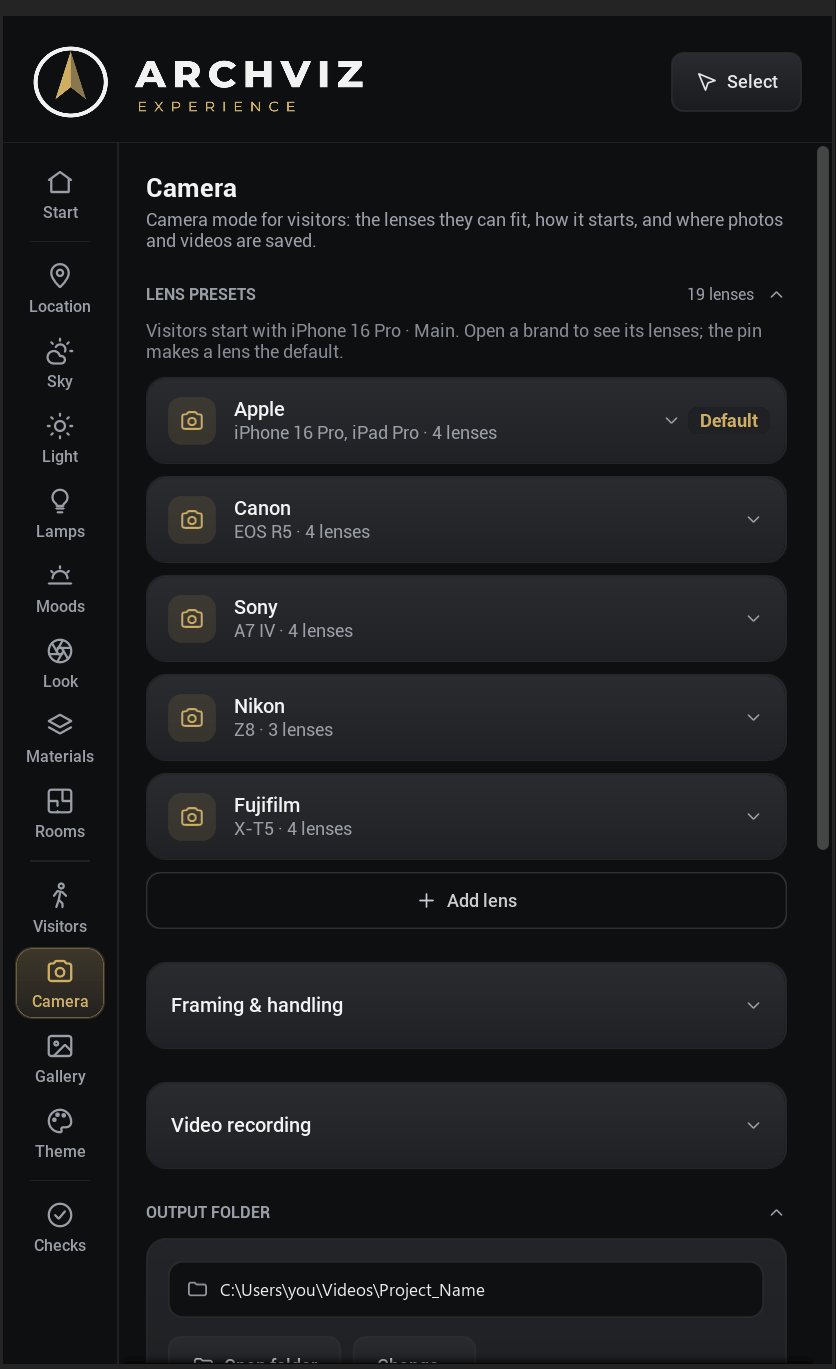 ARCHVIZ
EXPERIENCE
Select
Start
Location
Sky
Light
Lamps
Moods
Look
Materials
Rooms
Visitors
Camera
Gallery
Theme
Checks
Camera
Camera mode for visitors: the lenses they can fit, how it starts, and where photos
and videos are saved.
LENS PRESETS
19 lenses
Visitors start with iPhone 16 Pro · Main. Open a brand to see its lenses; the pin
makes a lens the default.
Apple
iPhone 16 Pro, iPad Pro · 4 lenses
Default
Canon
EOS R5 · 4 lenses
Sony
A7 IV · 4 lenses
Nikon
Z8 · 3 lenses
Fujifilm
X-T5 · 4 lenses
Add lens
Framing & handling
Video recording
OUTPUT FOLDER
C:\Users\you\Videos\Project_Name
Open folder
Change